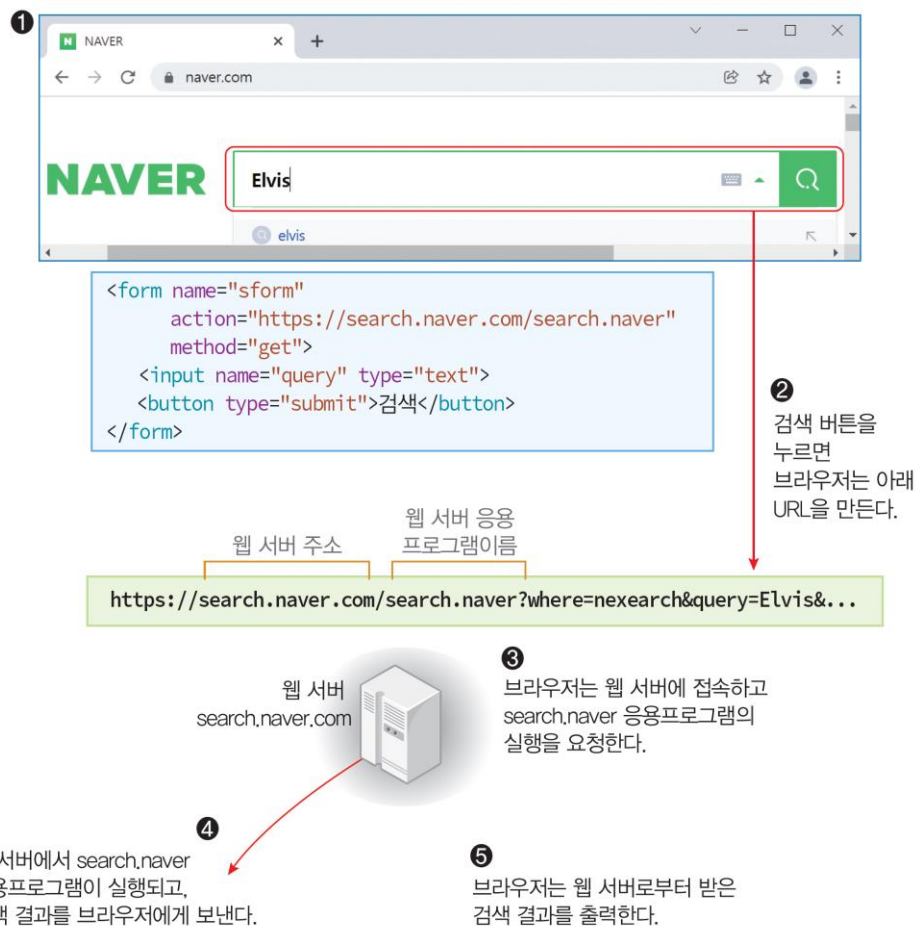 ❶
NAVER
naver.com
NAVER
Elvis
elvis
<form name="sform"
action="https://search.naver.com/search.naver"
method="get">
<input name="query" type="text">
<button type="submit">검색</button>
</form>
❷
검색 버튼을
누르면
브라우저는 아래
URL을 만든다.
웹 서버 주소
웹 서버 응용
프로그램이름
https://search.naver.com/search.naver?where=nexearch&query=Elvis&...
웹 서버
search.naver.com
❸
브라우저는 웹 서버에 접속하고
search.naver 응용프로그램의
실행을 요청한다.
❹
서버에서 search.naver
용프로그램이 실행되고,
색 결과를 브라우저에게 보낸다.
❺
브라우저는 웹 서버로부터 받은
검색 결과를 출력한다.